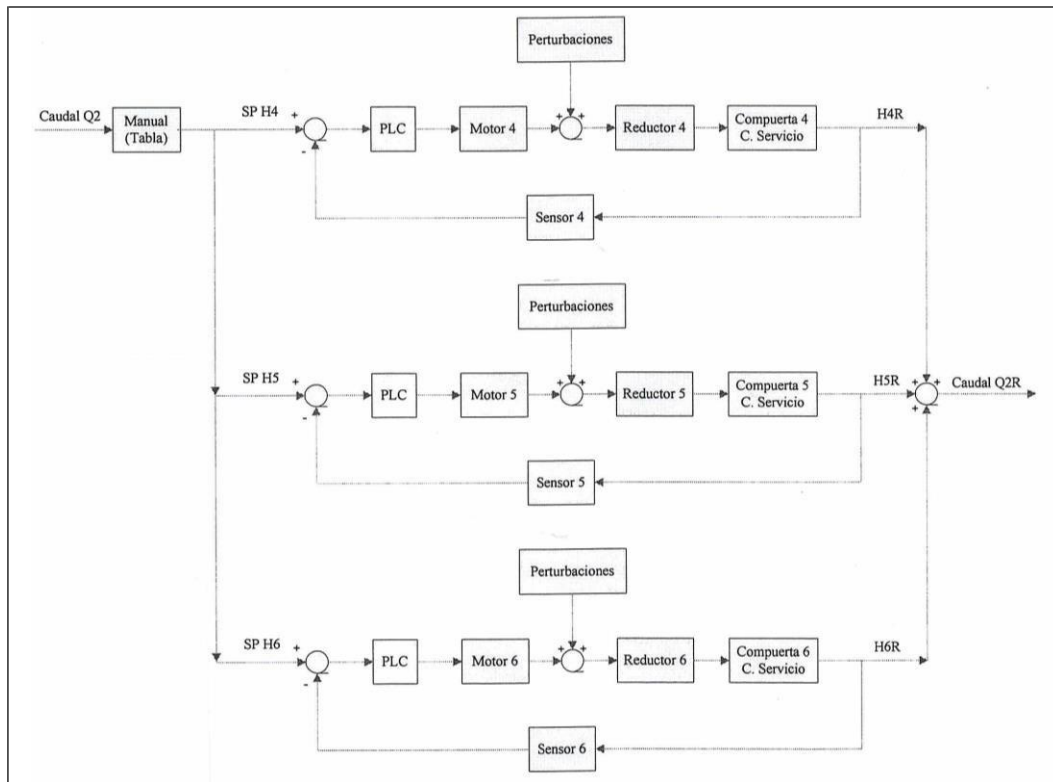 Perturbaciones
Caudal Q2
Manual
(Tabla)
SP H4
+
-
PLC
Motor 4
+
+
Reductor 4
Compuerta 4
C. Servicio
H4R
Sensor 4
Perturbaciones
SP H5
+
-
PLC
Motor 5
+
+
Reductor 5
Compuerta 5
C. Servicio
H5R
+
+
+
Caudal Q2R
Sensor 5
Perturbaciones
SP H6
+
-
PLC
Motor 6
+
+
Reductor 6
Compuerta 6
C. Servicio
H6R
Sensor 6